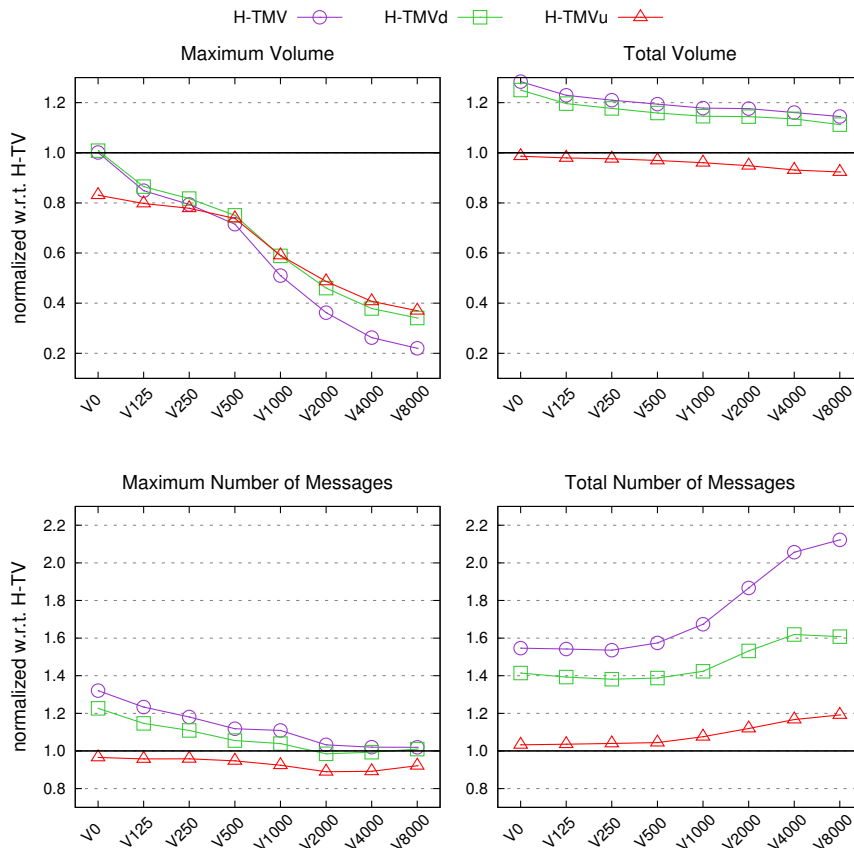 H-TMV H-TMVd H-TMVu
Maximum Volume
normalized w.r.t. H-TV
1.2
1.0
0.8
0.6
0.4
0.2
V0 V125 V250 V500 V1000 V2000 V4000 V8000
Total Volume
1.2
1.0
0.8
0.6
0.4
0.2
V0 V125 V250 V500 V1000 V2000 V4000 V8000
Maximum Number of Messages
normalized w.r.t. H-TV
2.2
2.0
1.8
1.6
1.4
1.2
1.0
0.8
V0 V125 V250 V500 V1000 V2000 V4000 V8000
Total Number of Messages
2.2
2.0
1.8
1.6
1.4
1.2
1.0
0.8
V0 V125 V250 V500 V1000 V2000 V4000 V8000